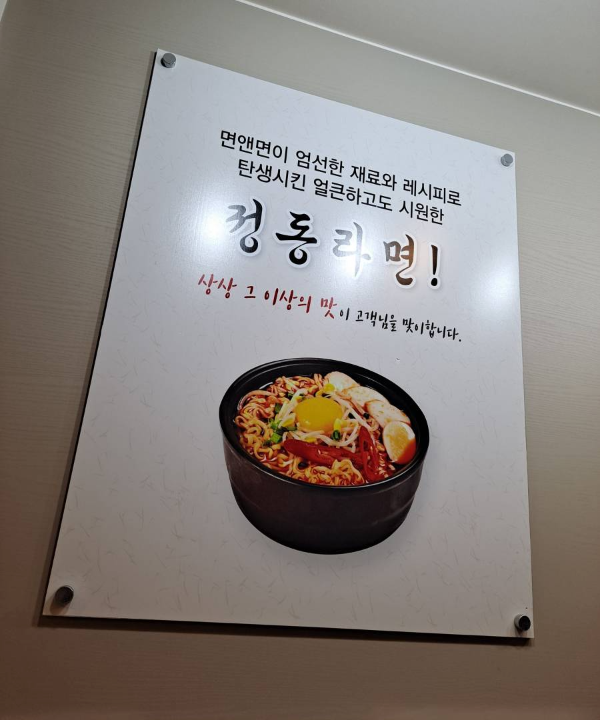 면앤면이 엄선한 재료와 레시피로
탄생시킨 얼큰하고도 시원한
정동라면!
상상 그 이상의 맛이 고객님을 맞이합니다.